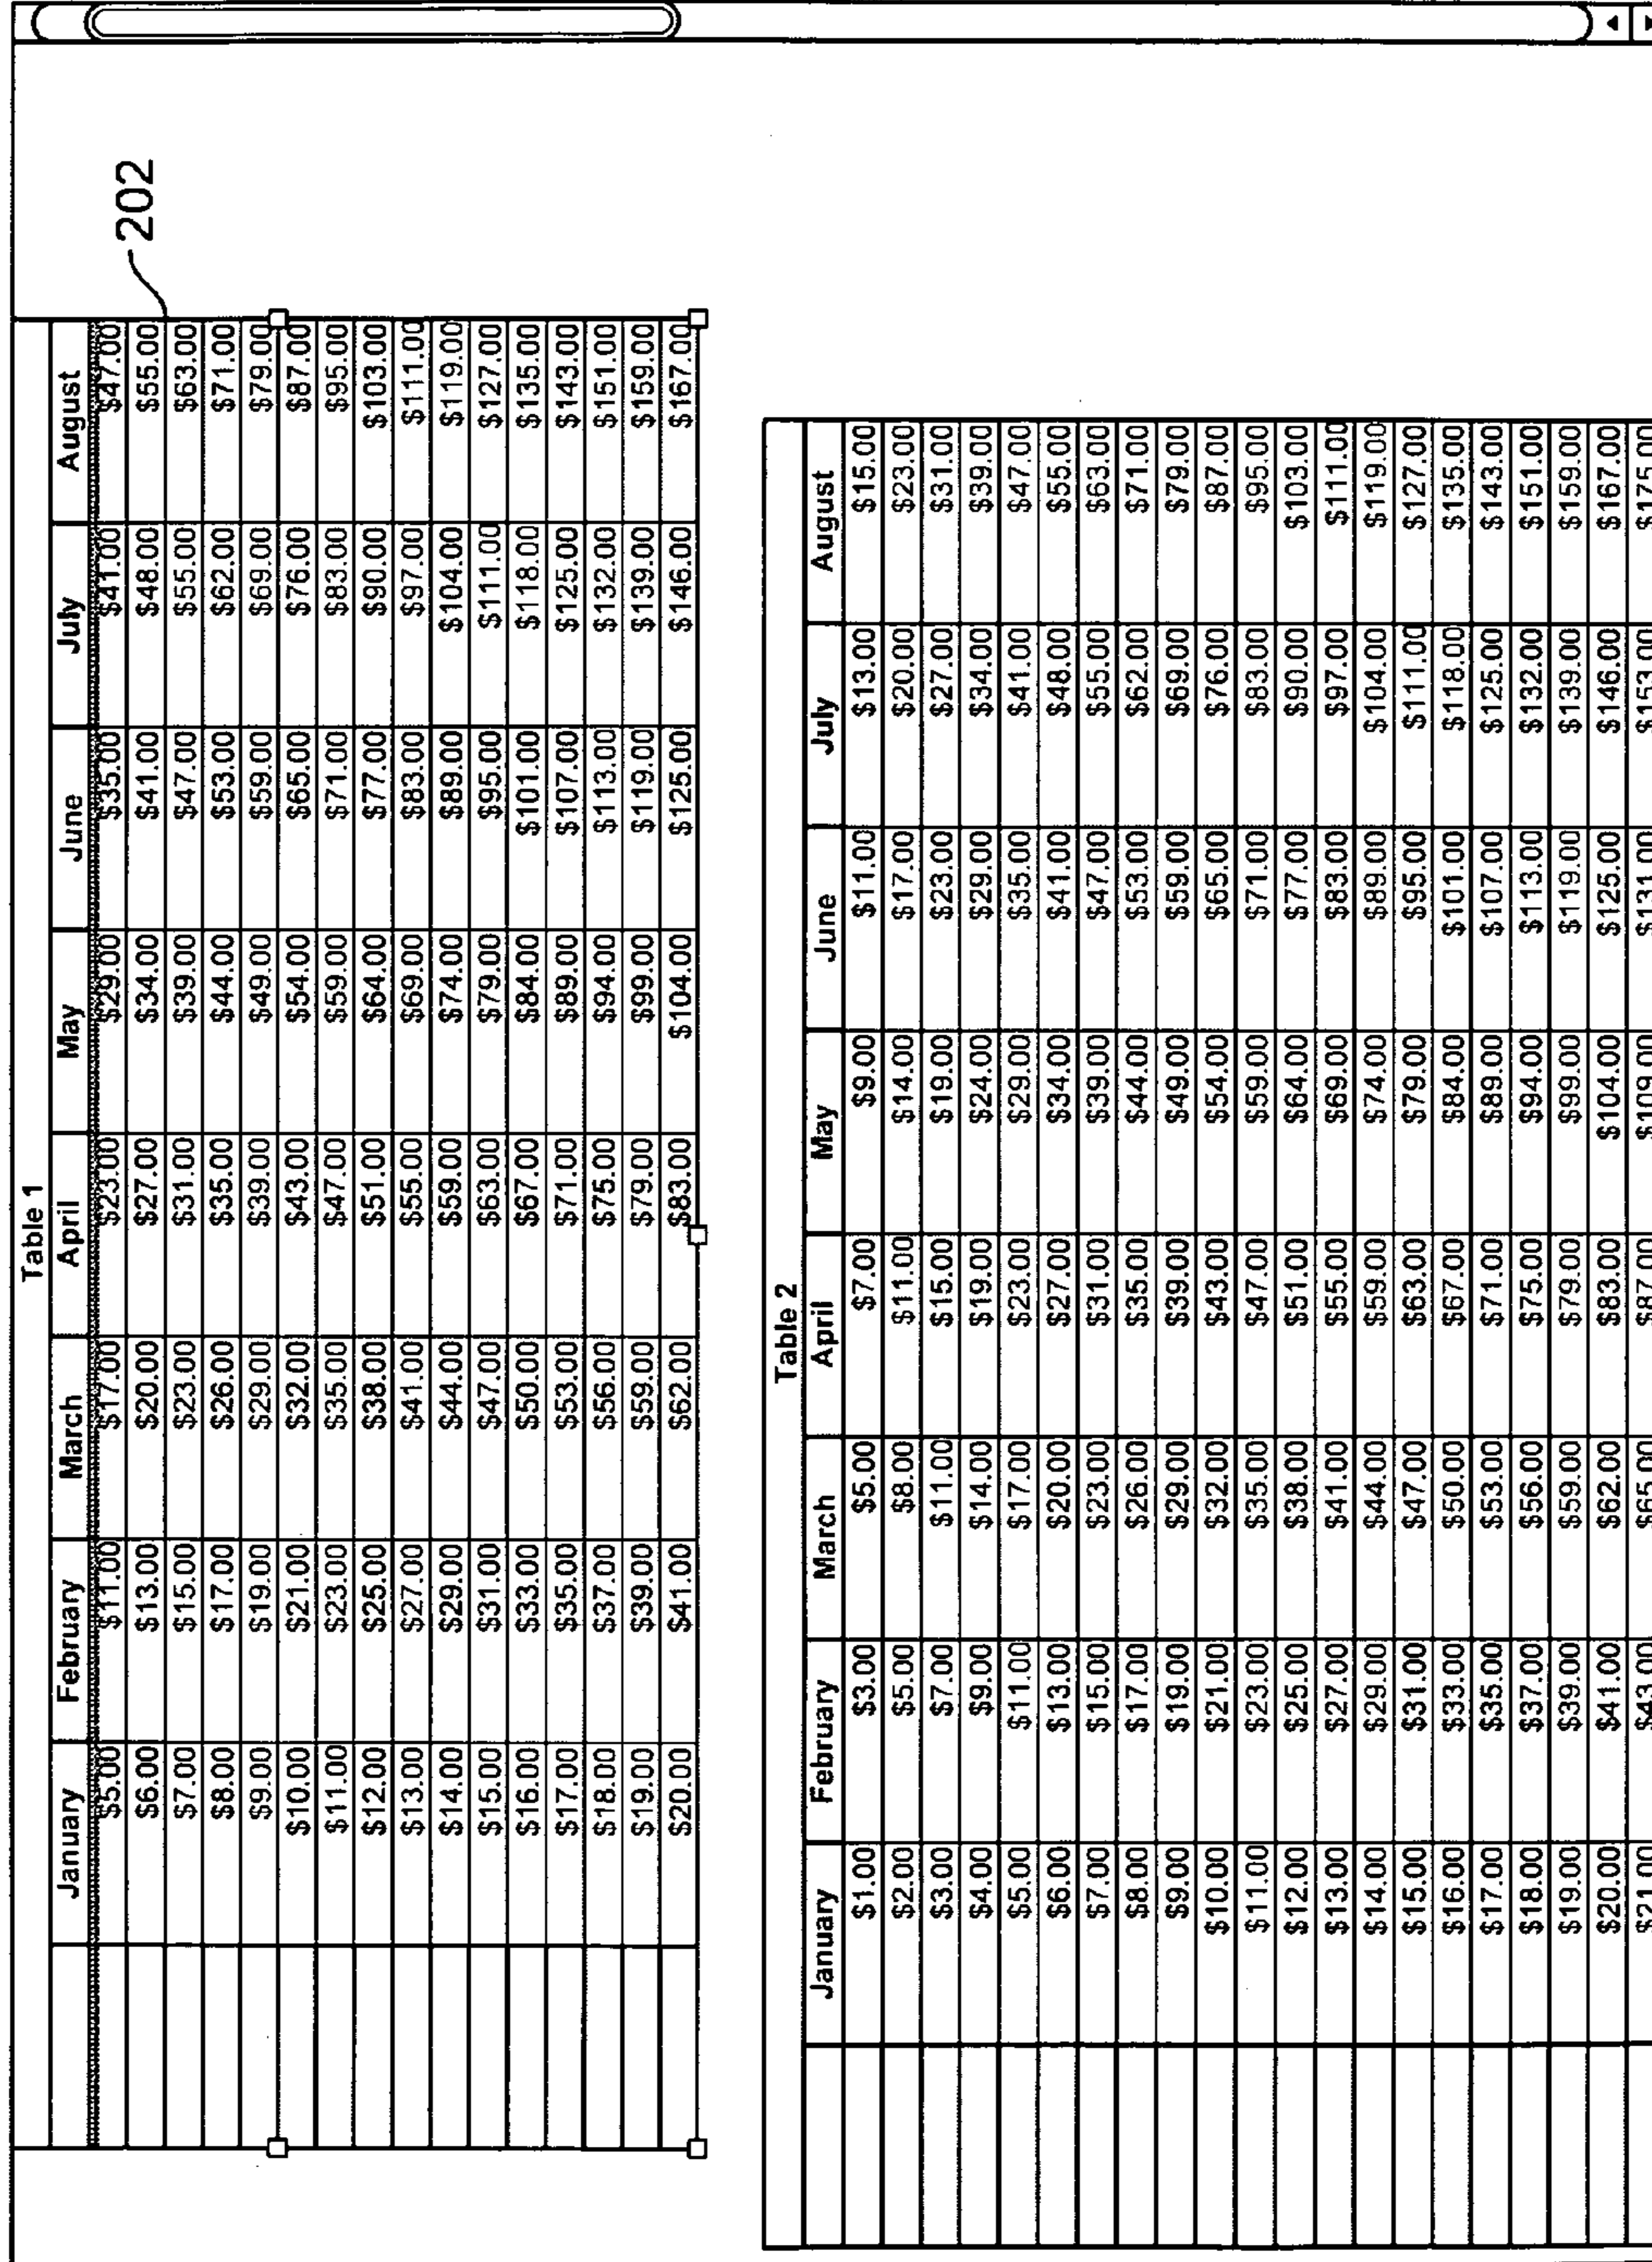 Table 1
January February March April May June July August
$5.00 $11.00 $17.00 $23.00 $29.00 $35.00 $41.00 $47.00
$6.00 $13.00 $20.00 $27.00 $34.00 $41.00 $48.00 $55.00
202
$7.00 $15.00 $23.00 $31.00 $39.00 $47.00 $55.00 $63.00
$8.00 $17.00 $26.00 $35.00 $44.00 $53.00 $62.00 $71.00
$9.00 $19.00 $29.00 $39.00 $49.00 $59.00 $69.00 $79.00
$10.00 $21.00 $32.00 $43.00 $54.00 $65.00 $76.00 $87.00
$11.00 $23.00 $35.00 $47.00 $59.00 $71.00 $83.00 $95.00
$12.00 $25.00 $38.00 $51.00 $64.00 $77.00 $90.00 $103.00
$13.00 $27.00 $41.00 $55.00 $69.00 $83.00 $97.00 $111.00
$14.00 $29.00 $44.00 $59.00 $74.00 $89.00 $104.00 $119.00
$15.00 $31.00 $47.00 $63.00 $79.00 $95.00 $111.00 $127.00
$16.00 $33.00 $50.00 $67.00 $84.00 $101.00 $118.00 $135.00
$17.00 $35.00 $53.00 $71.00 $89.00 $107.00 $125.00 $143.00
$18.00 $37.00 $56.00 $75.00 $94.00 $113.00 $132.00 $151.00
$19.00 $39.00 $59.00 $79.00 $99.00 $119.00 $139.00 $159.00
$20.00 $41.00 $62.00 $83.00 $104.00 $125.00 $146.00 $167.00
Table 2
January February March April May June July August
$1.00 $3.00 $5.00 $7.00 $9.00 $11.00 $13.00 $15.00
$2.00 $5.00 $8.00 $11.00 $14.00 $17.00 $20.00 $23.00
$3.00 $7.00 $11.00 $15.00 $19.00 $23.00 $27.00 $31.00
$4.00 $9.00 $14.00 $19.00 $24.00 $29.00 $34.00 $39.00
$5.00 $11.00 $17.00 $23.00 $29.00 $35.00 $41.00 $47.00
$6.00 $13.00 $20.00 $27.00 $34.00 $41.00 $48.00 $55.00
$7.00 $15.00 $23.00 $31.00 $39.00 $47.00 $55.00 $63.00
$8.00 $17.00 $26.00 $35.00 $44.00 $53.00 $62.00 $71.00
$9.00 $19.00 $29.00 $39.00 $49.00 $59.00 $69.00 $79.00
$10.00 $21.00 $32.00 $43.00 $54.00 $65.00 $76.00 $87.00
$11.00 $23.00 $35.00 $47.00 $59.00 $71.00 $83.00 $95.00
$12.00 $25.00 $38.00 $51.00 $64.00 $77.00 $90.00 $103.00
$13.00 $27.00 $41.00 $55.00 $69.00 $83.00 $97.00 $111.00
$14.00 $29.00 $44.00 $59.00 $74.00 $89.00 $104.00 $119.00
$15.00 $31.00 $47.00 $63.00 $79.00 $95.00 $111.00 $127.00
$16.00 $33.00 $50.00 $67.00 $84.00 $101.00 $118.00 $135.00
$17.00 $35.00 $53.00 $71.00 $89.00 $107.00 $125.00 $143.00
$18.00 $37.00 $56.00 $75.00 $94.00 $113.00 $132.00 $151.00
$19.00 $39.00 $59.00 $79.00 $99.00 $119.00 $139.00 $159.00
$20.00 $41.00 $62.00 $83.00 $104.00 $125.00 $146.00 $167.00
$21.00 $43.00 $65.00 $87.00 $109.00 $131.00 $153.00 $175.00